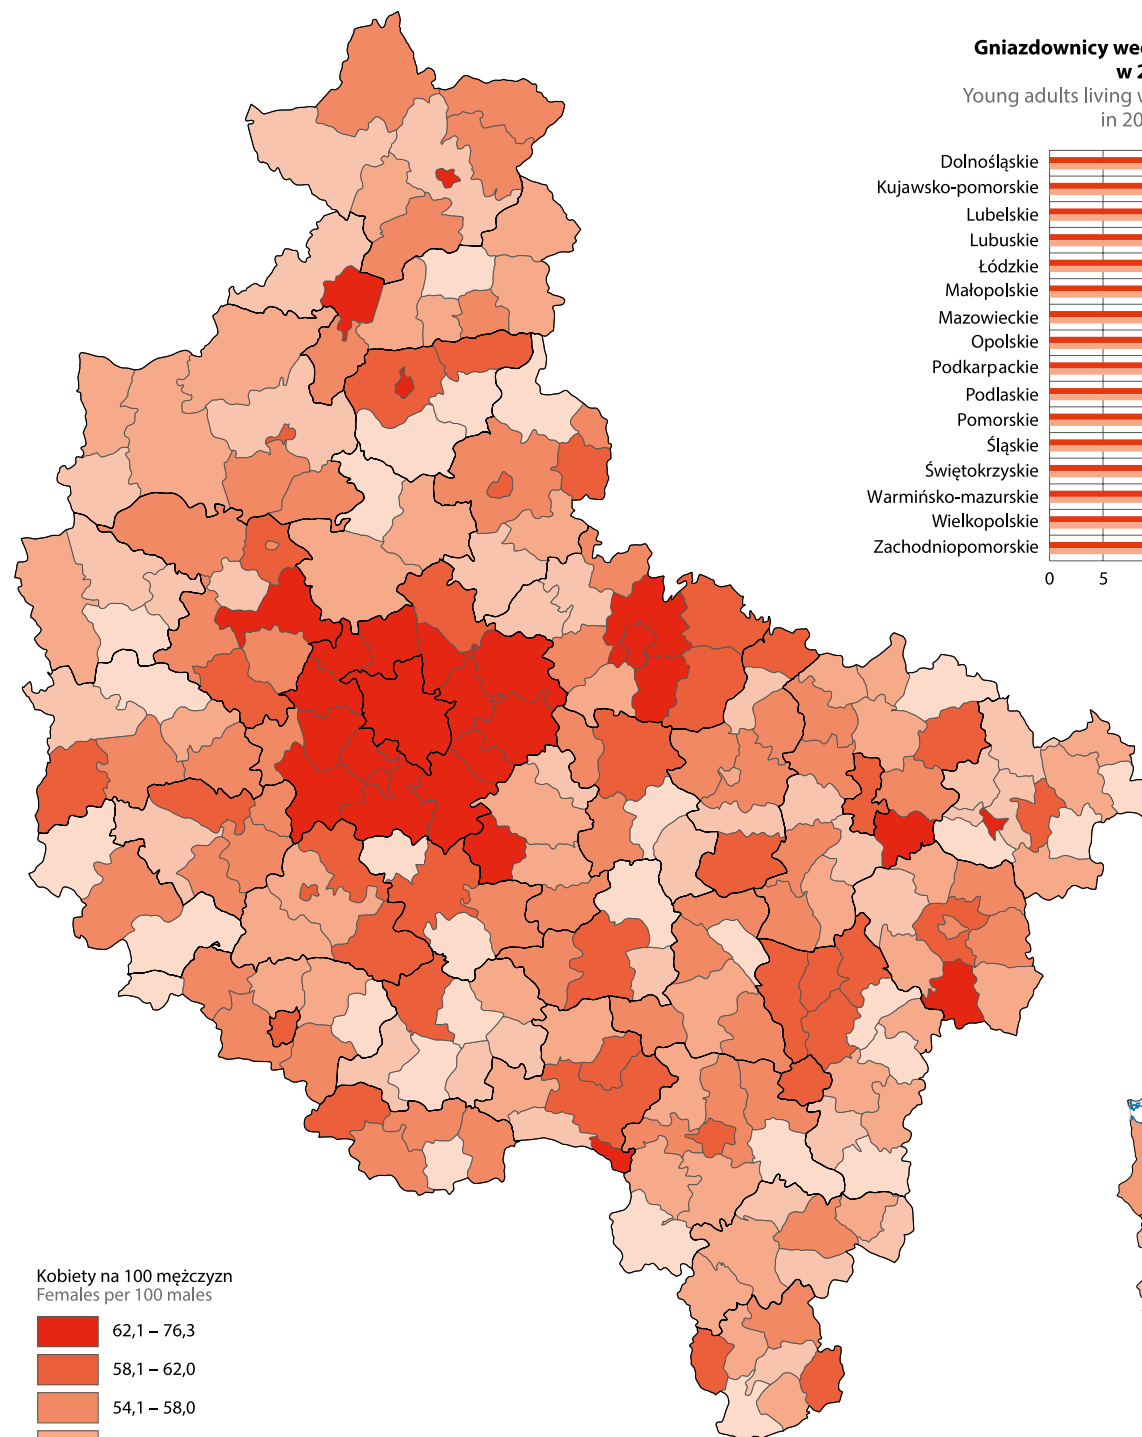 Gniazdownicy
w 2
Young adults living
in 20
Dolnośląskie
Kujawsko-pomorskie
Lubelskie
Lubuskie
Łódzkie
Małopolskie
Mazowieckie
Opolskie
Podkarpackie
Podlaskie
Pomorskie
Śląskie
Świętokrzyskie
Warmińsko-mazurskie
Wielkopolskie
Zachodniopomorskie
0 5
Kobiety na 100 mężczyzn
Females per 100 males
62,1 – 76,3
58,1 – 62,0
54,1 – 58,0